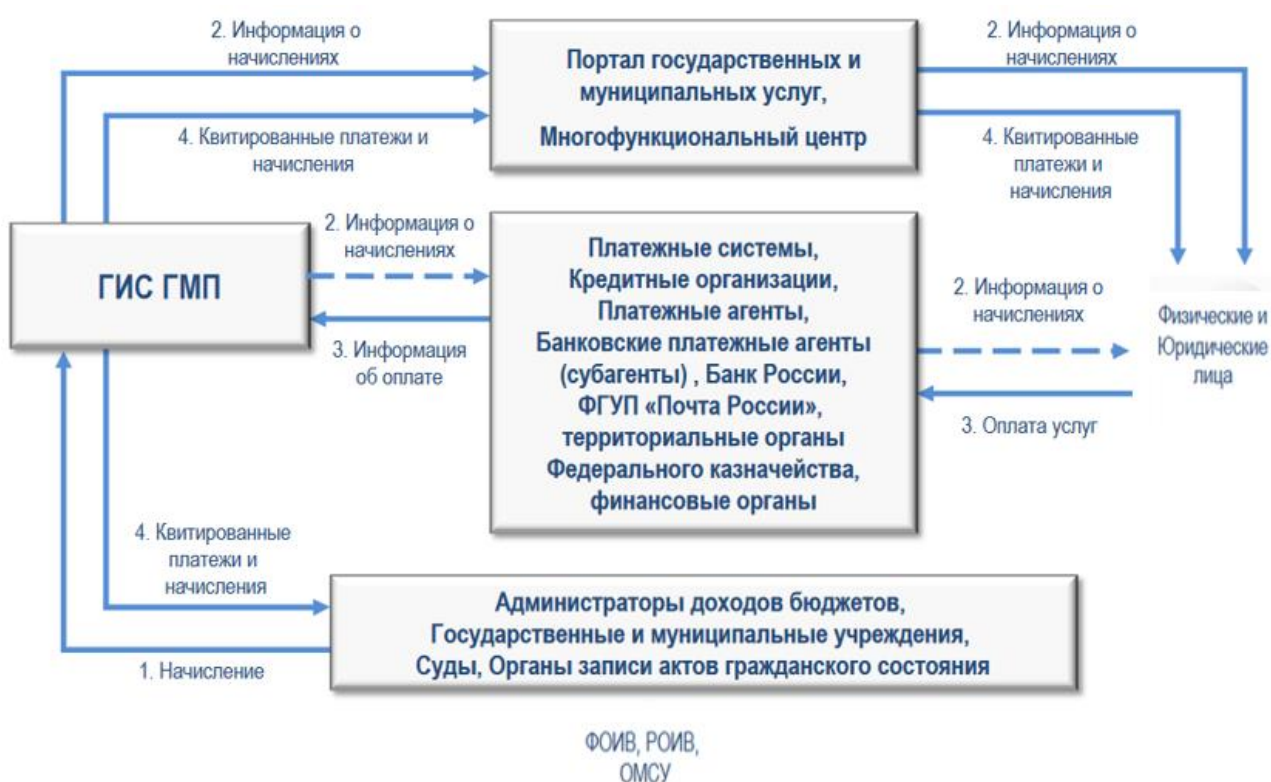 2. Информация о
начислениях
4. Квитированные платежи и
начисления
Портал государственных и
муниципальных услуг,
Многофункциональный центр
2. Информация о
начислениях
4. Квитированные
платежи и
начисления
ГИС ГМП
2. Информация о
начислениях
3. Информация
об оплате
Платежные системы,
Кредитные организации,
Платежные агенты,
Банковские платежные агенты
(субагенты) , Банк России,
ФГУП «Почта России»,
территориальные органы
Федерального казначейства,
финансовые органы
2. Информация о
начислениях
3. Оплата услуг
Физические и
Юридические
лица
4. Квитированные
платежи и
начисления
1. Начисление
Администраторы доходов бюджетов,
Государственные и муниципальные учреждения,
Суды, Органы записи актов гражданского состояния
ФОИВ, РОИВ,
ОМСУ